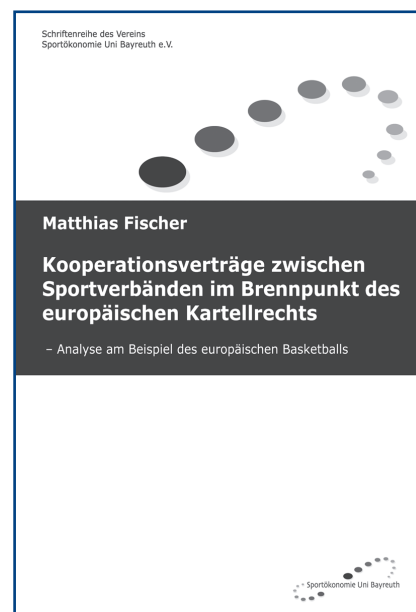 Schriftenreihe des Vereins
Sportökonomie Uni Bayreuth e.V.
Matthias Fischer
Kooperationsverträge zwischen
Sportverbänden im Brennpunkt des
europäischen Kartellrechts
– Analyse am Beispiel des europäischen Basketballs
Sportökonomie Uni Bayreuth